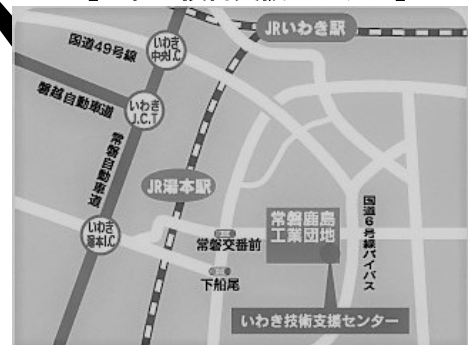 JRいわき駅
国道49号線
いわき
中央I.C.
磐越自動車道
いわき
J.C.T
常磐自動車道
JR湯本駅
いわき
湯本I.C
常磐交番前
下船尾
常磐鹿島
工業団地
国道6号線バイパス
いわき技術支援センター